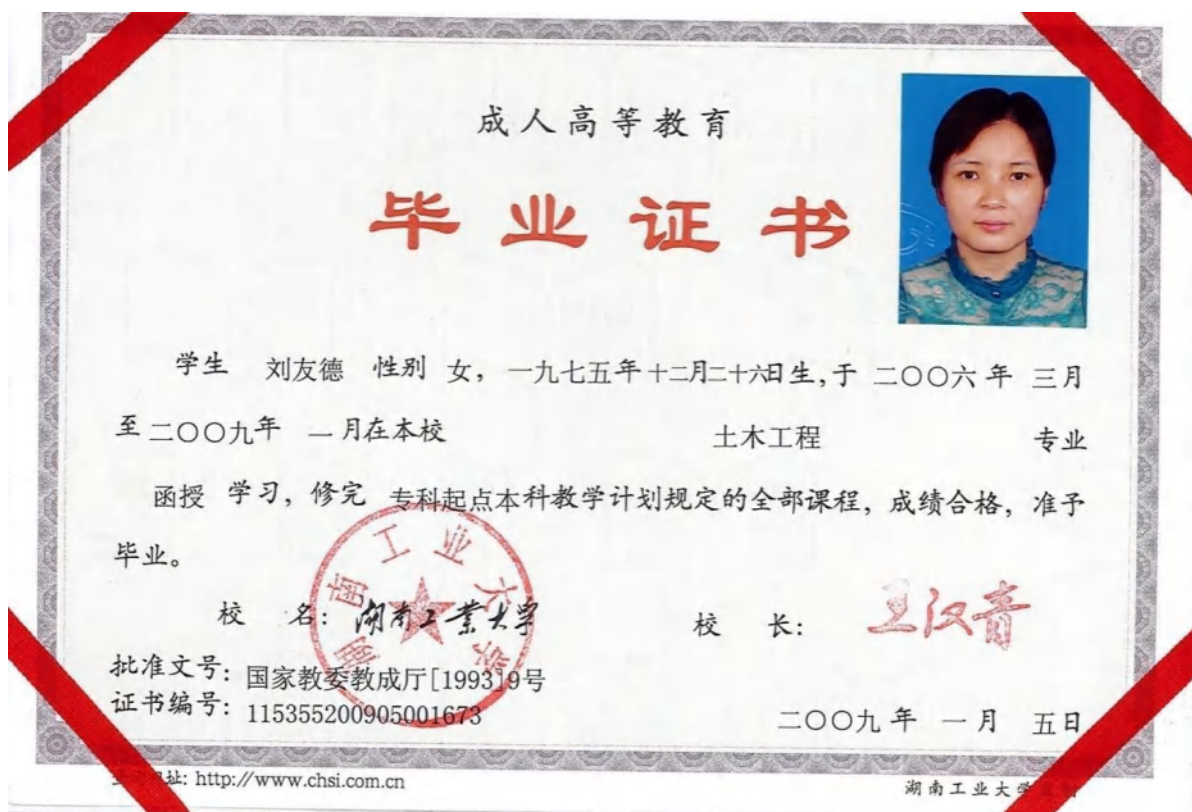 成人高等教育
毕业证书
学生 刘友德 性别 女，一九七五年十二月二十六日生，于 二〇〇六年 三月
至二〇〇九年 一月在本校 土木工程 专业
函授 学习，修完 专科起点本科教学计划规定的全部课程，成绩合格，准予
毕业。
湖南工业大学
校 名：湖南工業大学
校 长：王汉青
批准文号：国家教委教成厅[1993]9号
证书编号：115355200905001673
二〇〇九年 一月 五日
址: http://www.chsi.com.cn
湖南工业大学